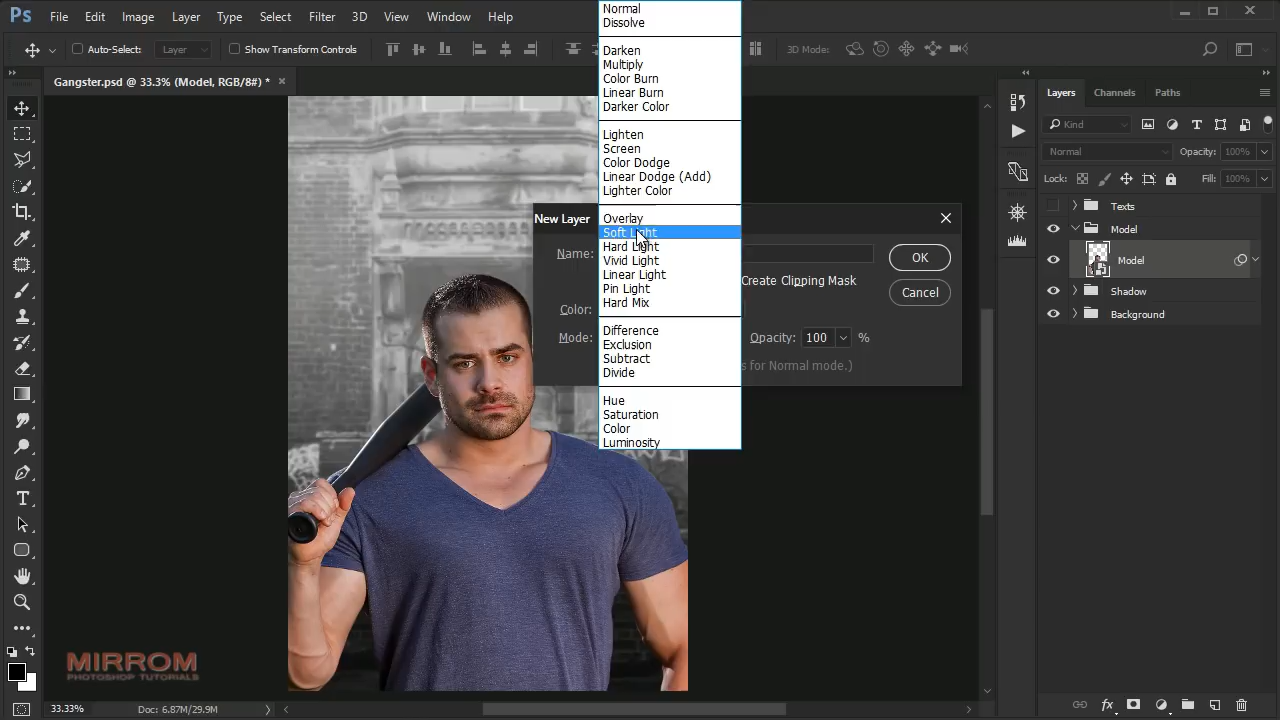 Ps File Edit Image Layer Type Select Filter 3D View Window Help
Auto-Select: Layer Show Transform Controls 3D Mode:
Gangster.psd @ 33.3% (Model, RGB/8#) *
Normal
Dissolve
Darken
Multiply
Color Burn
Linear Burn
Darker Color
Lighten
Screen
Color Dodge
Linear Dodge (Add)
Lighter Color
Overlay
Soft Light
Hard Light
Vivid Light
Linear Light
Pin Light
Hard Mix
Difference
Exclusion
Subtract
Divide
Hue
Saturation
Color
Luminosity
New Layer
Name:
OK
Create Clipping Mask
Cancel
Color:
Mode:
Opacity: 100 %
s for Normal mode.)
Layers Channels Paths
Kind
Normal Opacity: 100%
Lock: Fill: 100%
Texts
Model
Model
Shadow
Background
MIRROM
PHOTOSHOP TUTORIALS
33.33% Doc: 6.87M/29.9M